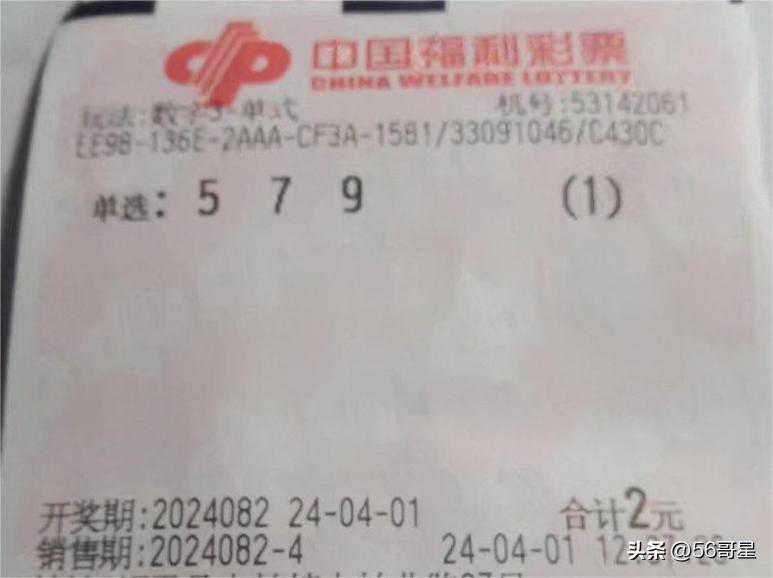 中国福利彩票
CHINA WELFARE LOTTERY
玩法:数字3-单式 机号:53142061
EE98-136E-2AAA-CF3A-1581/33091046/C430C
单选: 5 7 9 (1)
开奖期:2024082 24-04-01 合计2元
销售期:2024082-4 24-04-01
头条 @56哥星